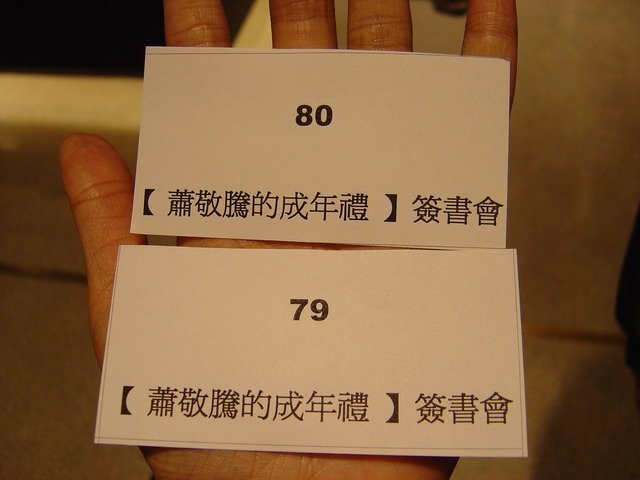 80
【 蕭敬騰的成年禮 】 簽書會
79
【 蕭敬騰的成年禮 】 簽書會